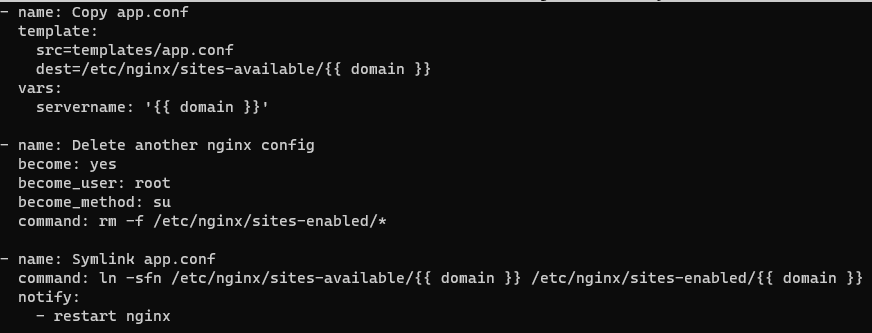 - name: Copy app.conf
  template:
    src=templates/app.conf
    dest=/etc/nginx/sites-available/{{ domain }}
  vars:
    servername: '{{ domain }}'

- name: Delete another nginx config
  become: yes
  become_user: root
  become_method: su
  command: rm -f /etc/nginx/sites-enabled/*

- name: Symlink app.conf
  command: ln -sfn /etc/nginx/sites-available/{{ domain }} /etc/nginx/sites-enabled/{{ domain }}
  notify:
    - restart nginx